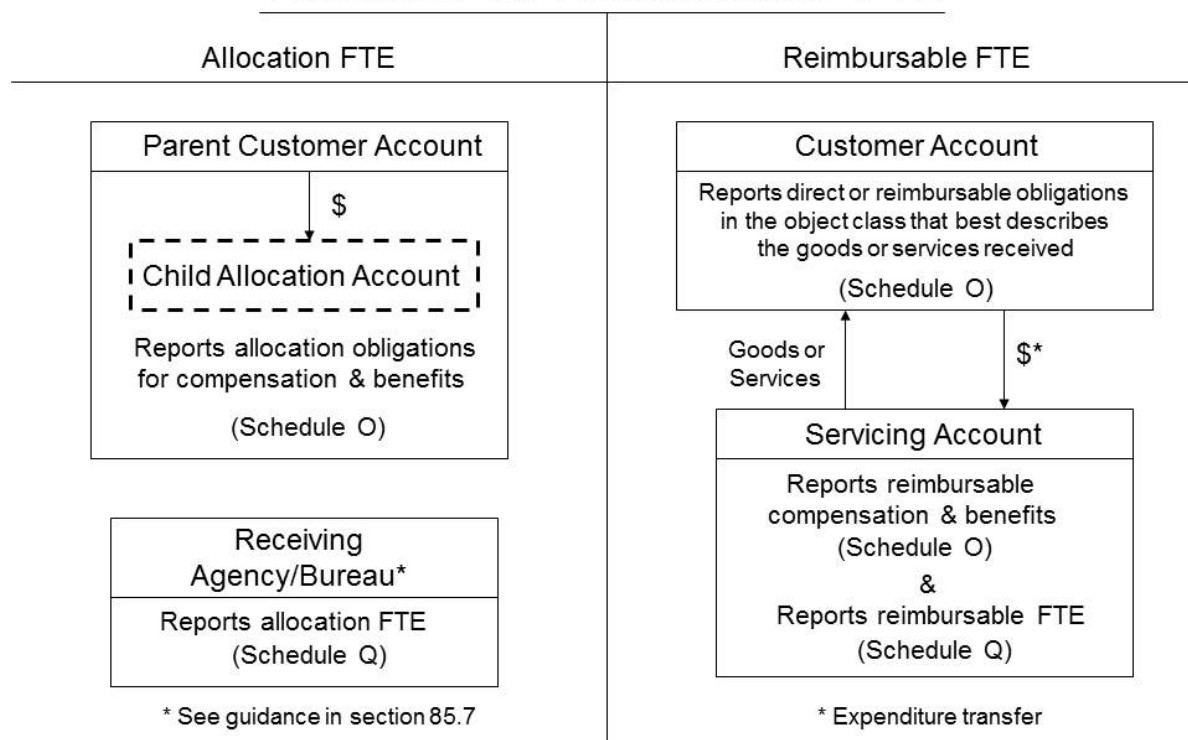 Allocation FTE
Parent Customer Account
$
Child Allocation Account
Reports allocation obligations
for compensation & benefits
(Schedule O)
Receiving
Agency/Bureau*
Reports allocation FTE
(Schedule Q)
* See guidance in section 85.7
Reimbursable FTE
Customer Account
Reports direct or reimbursable obligations
in the object class that best describes
the goods or services received
(Schedule O)
Goods or
Services
$*
Servicing Account
Reports reimbursable
compensation & benefits
(Schedule O)
&
Reports reimbursable FTE
(Schedule Q)
* Expenditure transfer